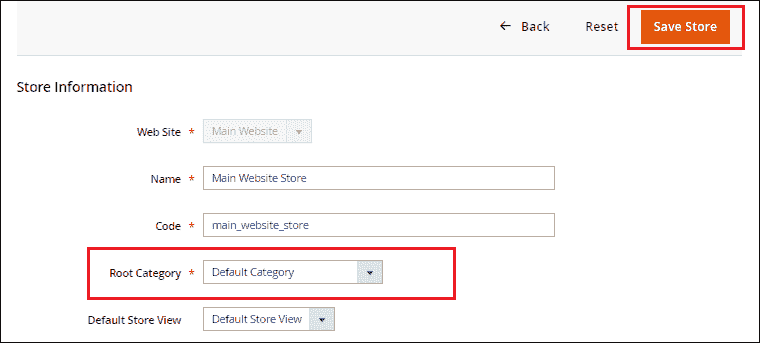 ← Back Reset Save Store
Store Information
Web Site * Main Website
Name * Main Website Store
Code * main_website_store
Root Category * Default Category
Default Store View Default Store View